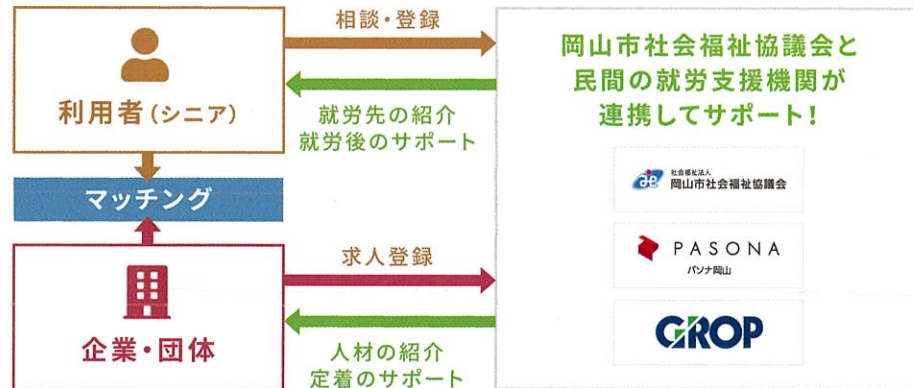 相談・登録
利用者（シニア）
就労先の紹介
就労後のサポート
マッチング
求人登録
企業・団体
人材の紹介
定着のサポート
岡山市社会福祉協議会と
民間の就労支援機関が
連携してサポート！
社会福祉法人
岡山市社会福祉協議会
PASONA
パソナ岡山
GROP